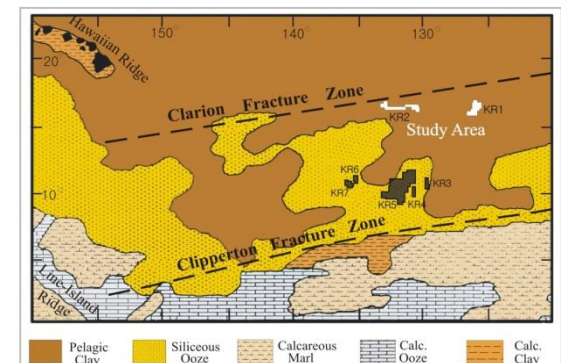 150°
140°
130°
Hawaiian Ridge
20
Clarion Fracture Zone
KR2
KR1
Study Area
KR6
KR7
KR3
KR5
KR4
10°
Clipperton Fracture Zone
Line-Island
Ridge
Pelagic
Clay
Siliceous
Ooze
Calcareous
Marl
Calc.
Ooze
Calc.
Clay